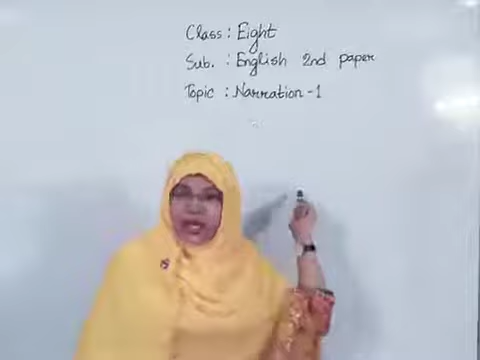 Class : Eight
Sub. : English 2nd paper
Topic : Narration -1